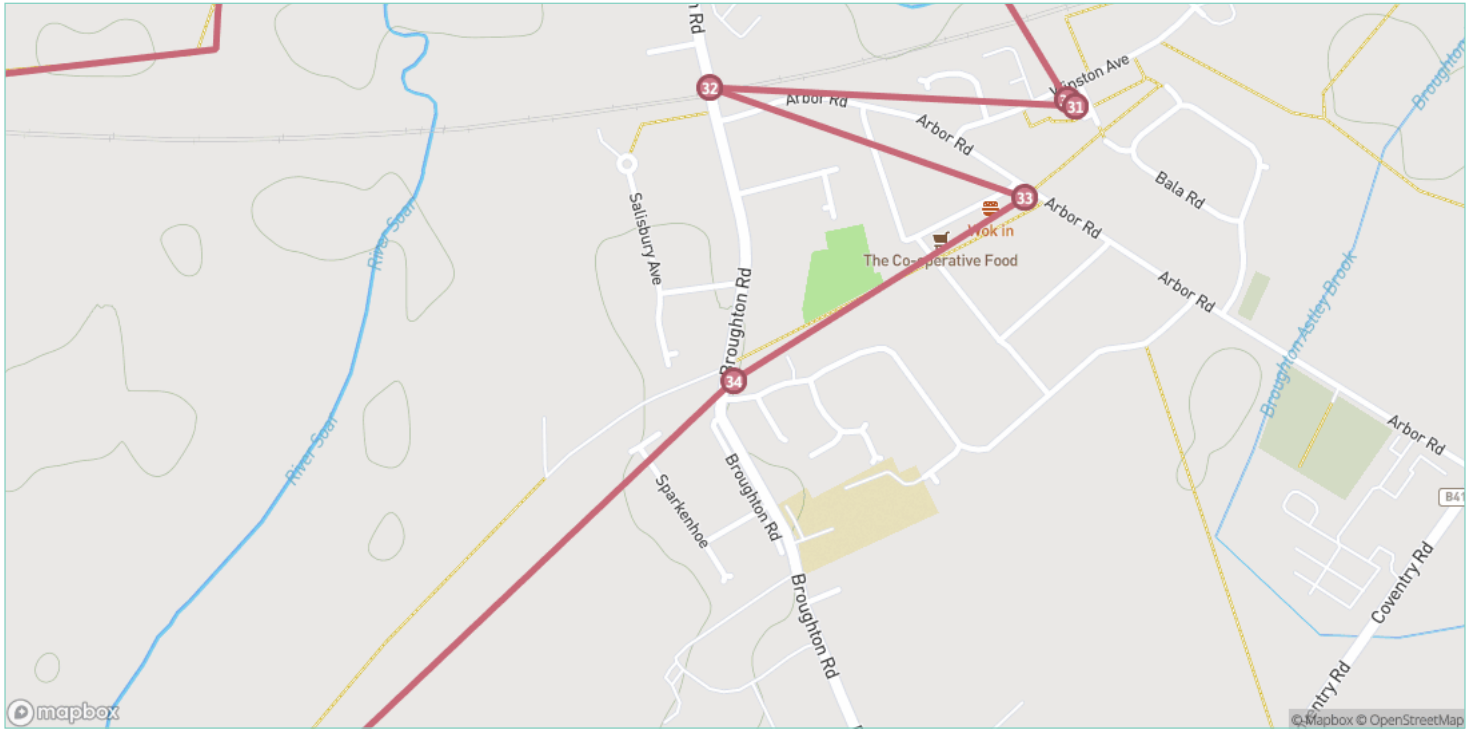 n Rd
32
Arbor Rd
Winston Ave
31
Broughton
Arbor Rd
Bala Rd
33
Wok in
Arbor Rd
The Co-operative Food
Salisbury Ave
River Soar
Broughton Rd
Arbor Rd
Broughton Astley Brook
34
River Soar
Arbor Rd
Broughton Rd
Sparkenhoe
B41
Coventry Rd
Broughton Rd
entry Rd
mapbox
© Mapbox © OpenStreetMap